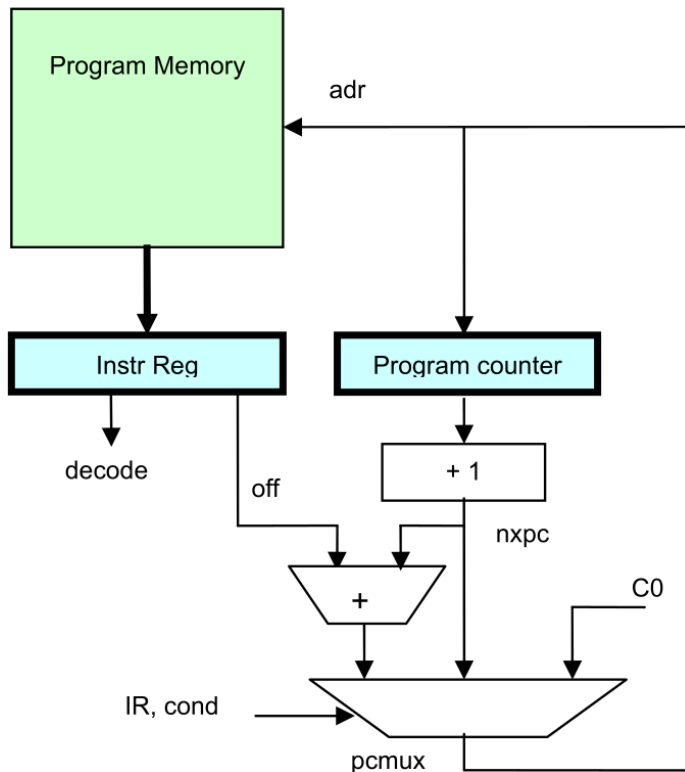 Program Memory
adr
Instr Reg
Program counter
decode
off
+ 1
nxpc
+
C0
IR, cond
pcmux